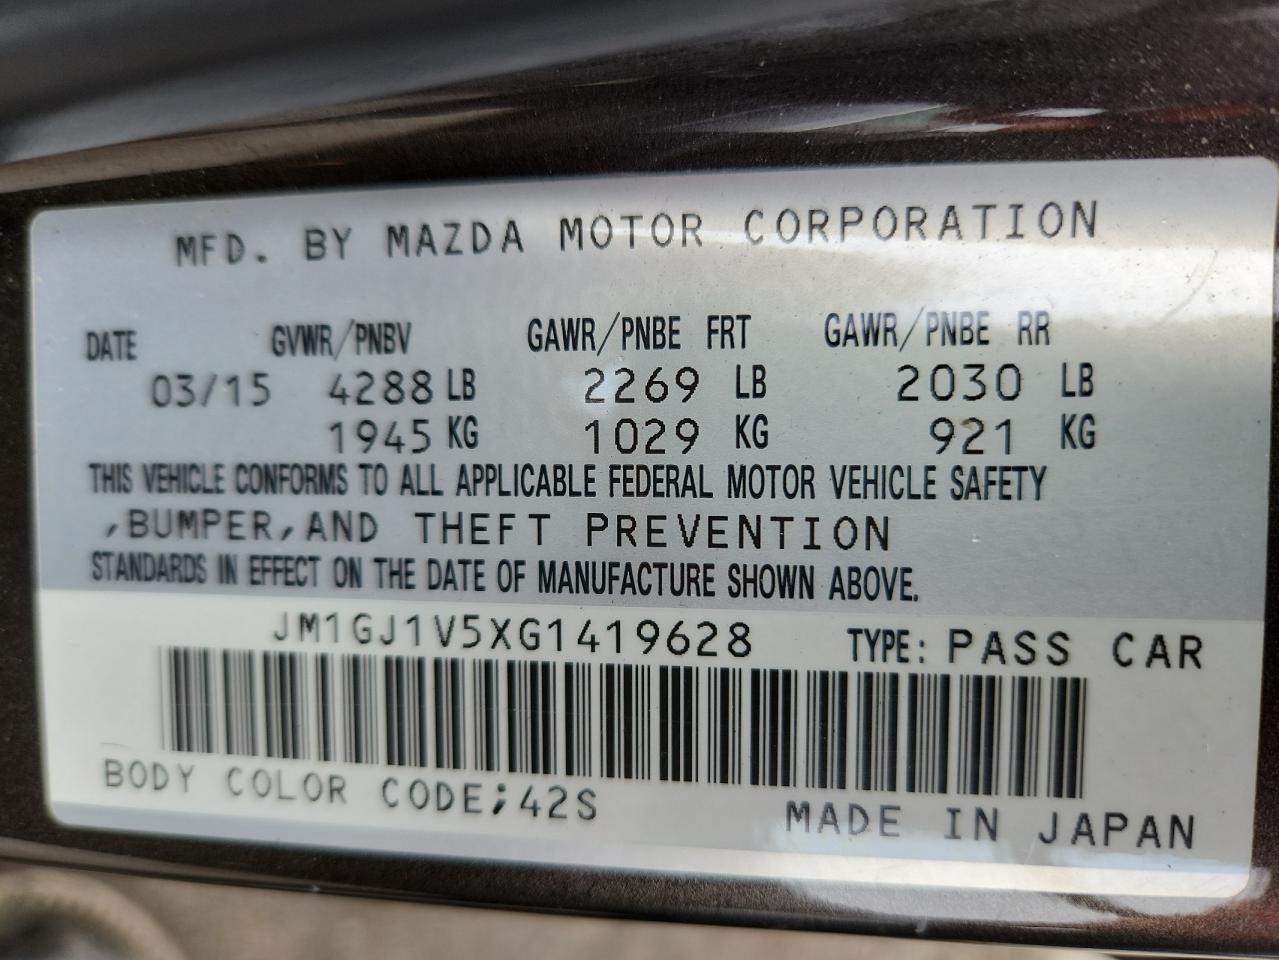 MFD. BY MAZDA MOTOR CORPORATION
DATE GVWR/PNBV GAWR/PNBE FRT GAWR/PNBE RR
03/15 4288 LB 2269 LB 2030 LB
1945 KG 1029 KG 921 KG
THIS VEHICLE CONFORMS TO ALL APPLICABLE FEDERAL MOTOR VEHICLE SAFETY
,BUMPER,AND THEFT PREVENTION
STANDARDS IN EFFECT ON THE DATE OF MANUFACTURE SHOWN ABOVE.
JM1GJ1V5XG1419628 TYPE: PASS CAR
BODY COLOR CODE;42S MADE IN JAPAN